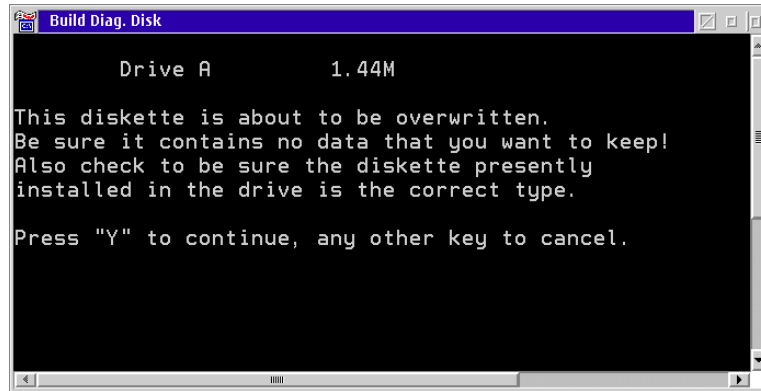 Build Diag. Disk
Drive A 1.44M
This diskette is about to be overwritten.
Be sure it contains no data that you want to keep!
Also check to be sure the diskette presently
installed in the drive is the correct type.
Press "Y" to continue, any other key to cancel.